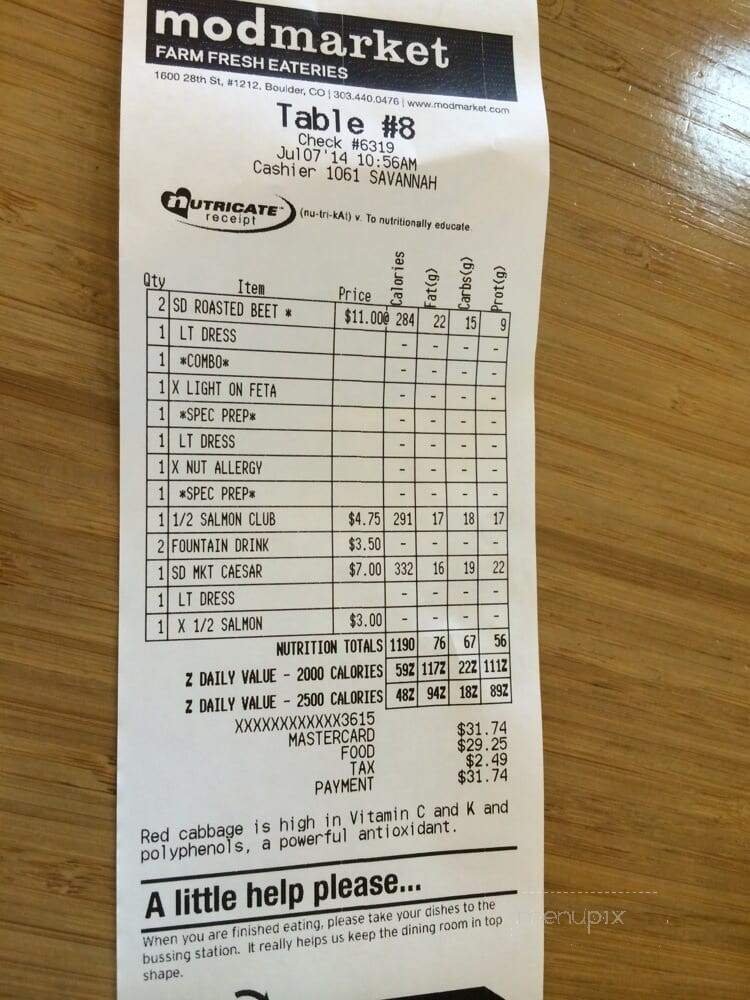 modmarket
FARM FRESH EATERIES
1600 28th St, #1212, Boulder, CO | 303.440.0476 | www.modmarket.com
Table #8
Check #6319
Jul07'14 10:56AM
Cashier 1061 SAVANNAH
nUTRICATE™ (nu-tri-kAt) v. To nutritionally educate.
receipt
Qty Item Price Calories Fat(g) Carbs(g) Prot(g)
2 SD ROASTED BEET * $11.00@ 284 22 15 9
1 LT DRESS - - - -
1 *COMBO* - - - -
1 X LIGHT ON FETA - - - -
1 *SPEC PREP* - - - -
1 LT DRESS - - - -
1 X NUT ALLERGY - - - -
1 *SPEC PREP* - - - -
1 1/2 SALMON CLUB $4.75 291 17 18 17
2 FOUNTAIN DRINK $3.50 - - - -
1 SD MKT CAESAR $7.00 332 16 19 22
1 LT DRESS - - - -
1 X 1/2 SALMON $3.00 - - - -
NUTRITION TOTALS 1190 76 67 56
% DAILY VALUE - 2000 CALORIES 59% 117% 22% 111%
% DAILY VALUE - 2500 CALORIES 48% 94% 18% 89%
XXXXXXXXXXXX3615
MASTERCARD $31.74
FOOD $29.25
TAX $2.49
PAYMENT $31.74
Red cabbage is high in Vitamin C and K and
polyphenols, a powerful antioxidant.
A little help please...
When you are finished eating, please take your dishes to the
bussing station. It really helps us keep the dining room in top
shape.
menupix